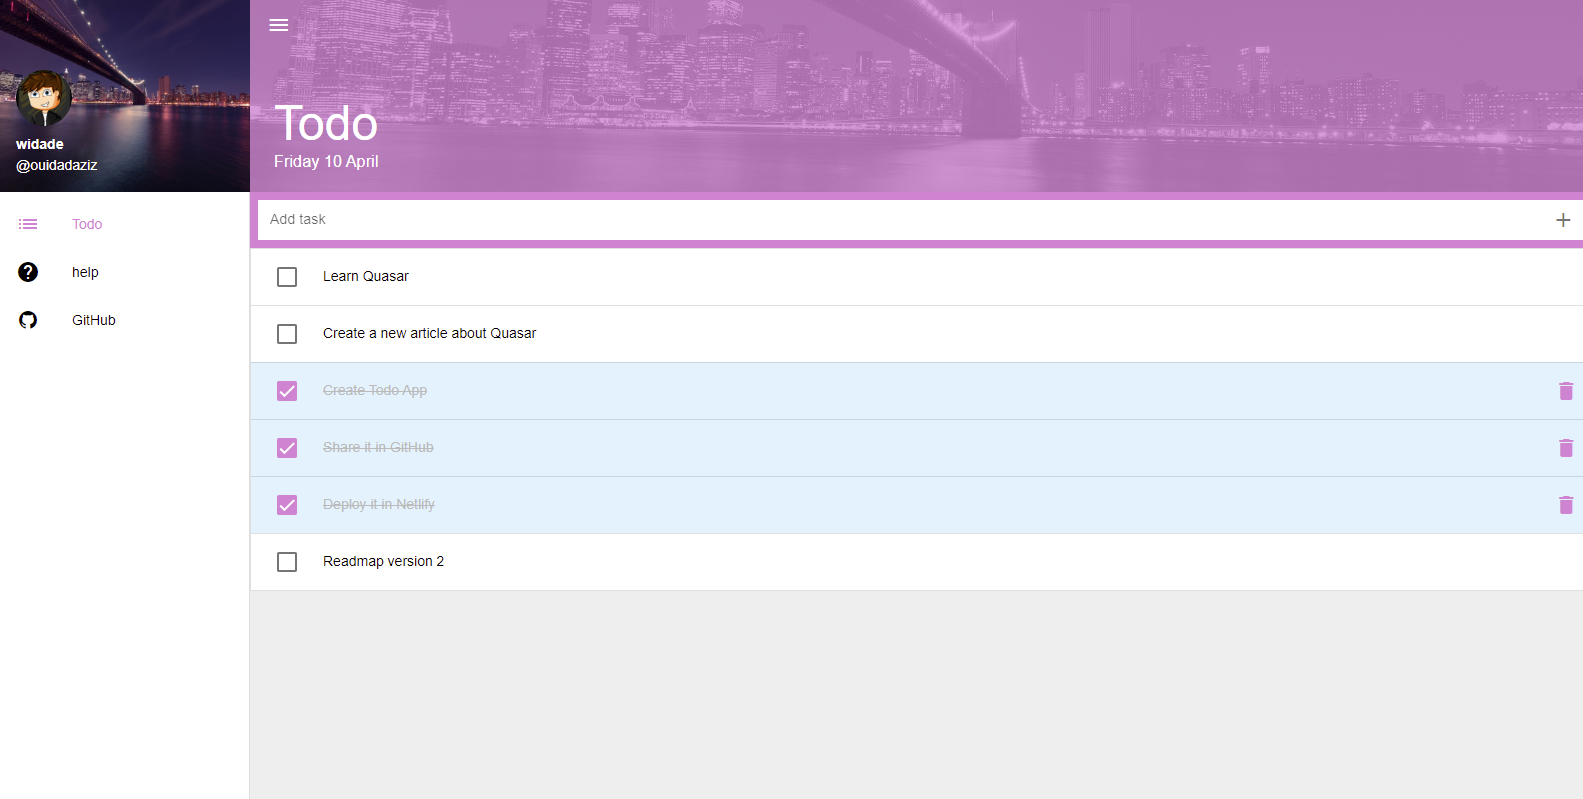 widade
@ouidadaziz
Todo
help
GitHub
Todo
Friday 10 April
Add task
Learn Quasar
Create a new article about Quasar
Create Todo App
Share it in GitHub
Deploy it in Netlify
Readmap version 2